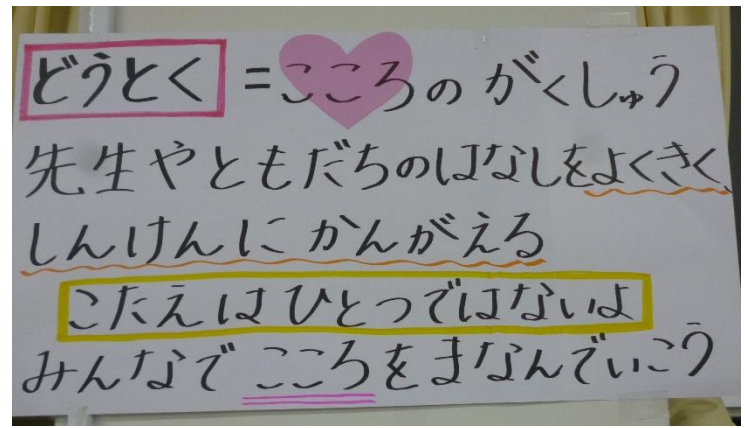 どうとく=こころのがくしゅう
先生やともだちのはなしをよくきく、
しんけんにかんがえる
こたえはひとつではないよ
みんなでこころをまなんでいこう